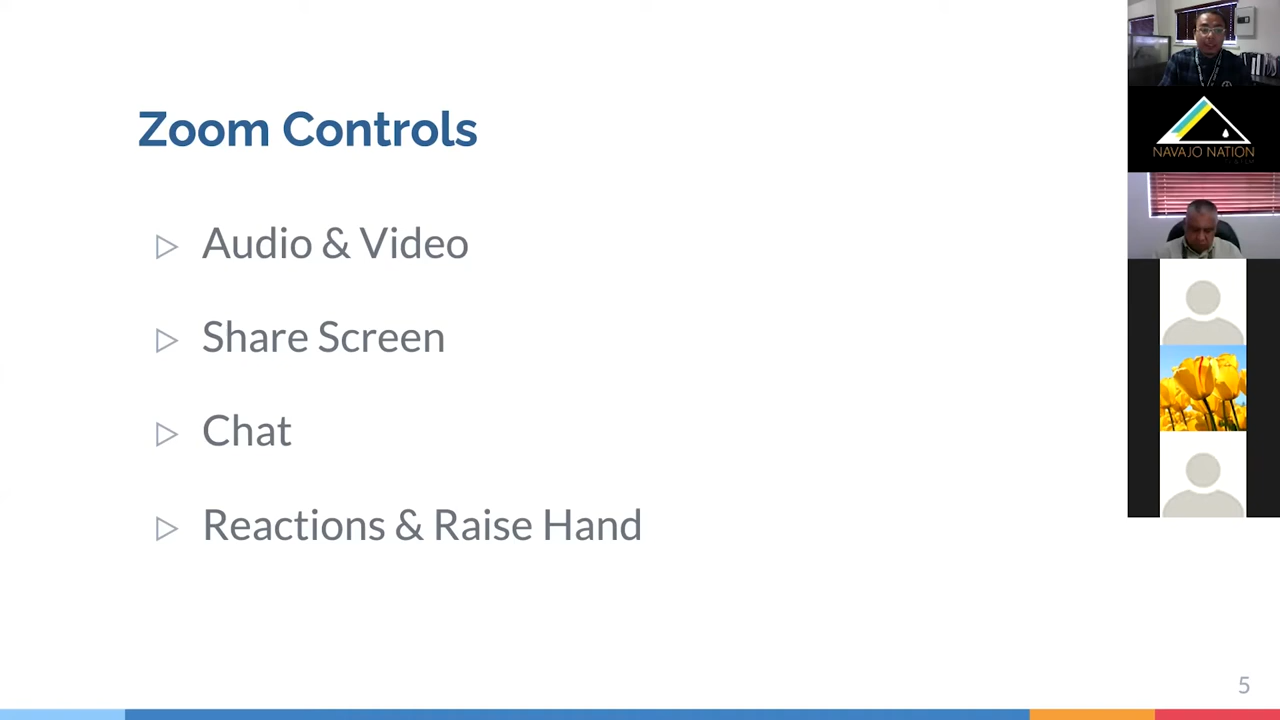 Zoom Controls
Audio & Video
Share Screen
Chat
Reactions & Raise Hand
NAVAJO NATION
5